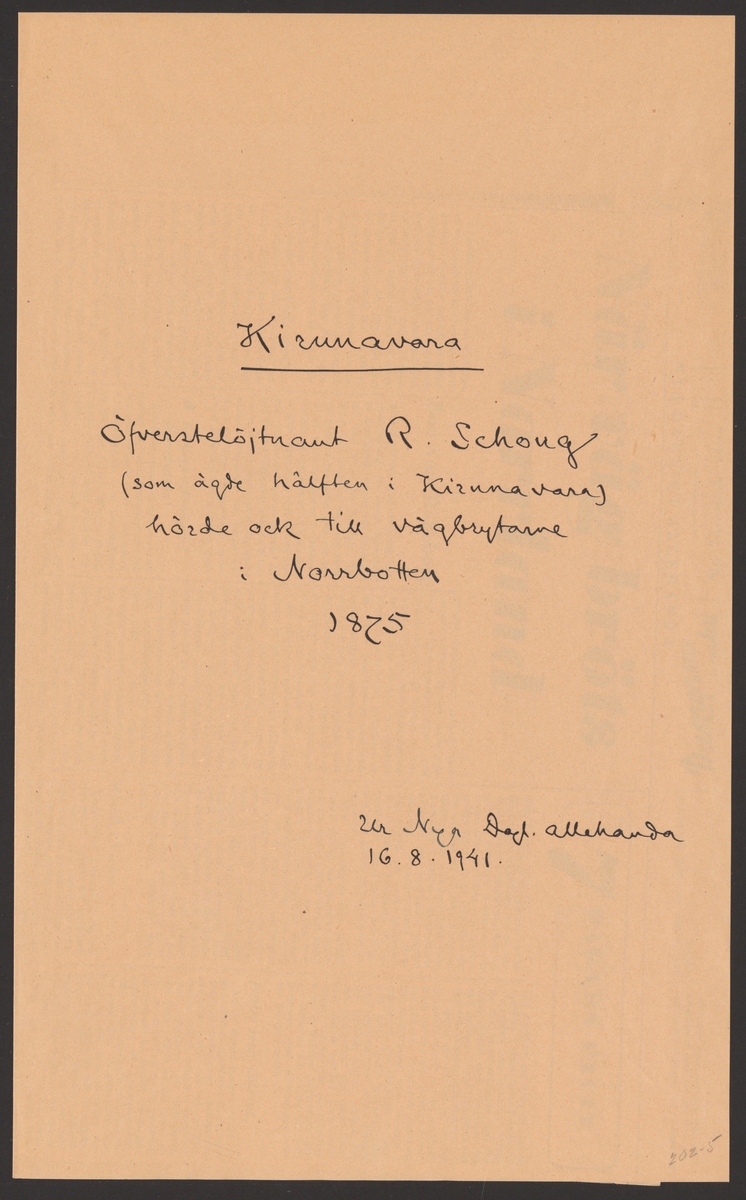 Kirunavara
Öfverstelöjtnant R. Schoug
(som ägde hälften i Kirunavara)
hörde ock till vägbrytarne
i Norrbotten
1875
Ur Nya Dagl. Allehanda
16.8.1941.
202-5